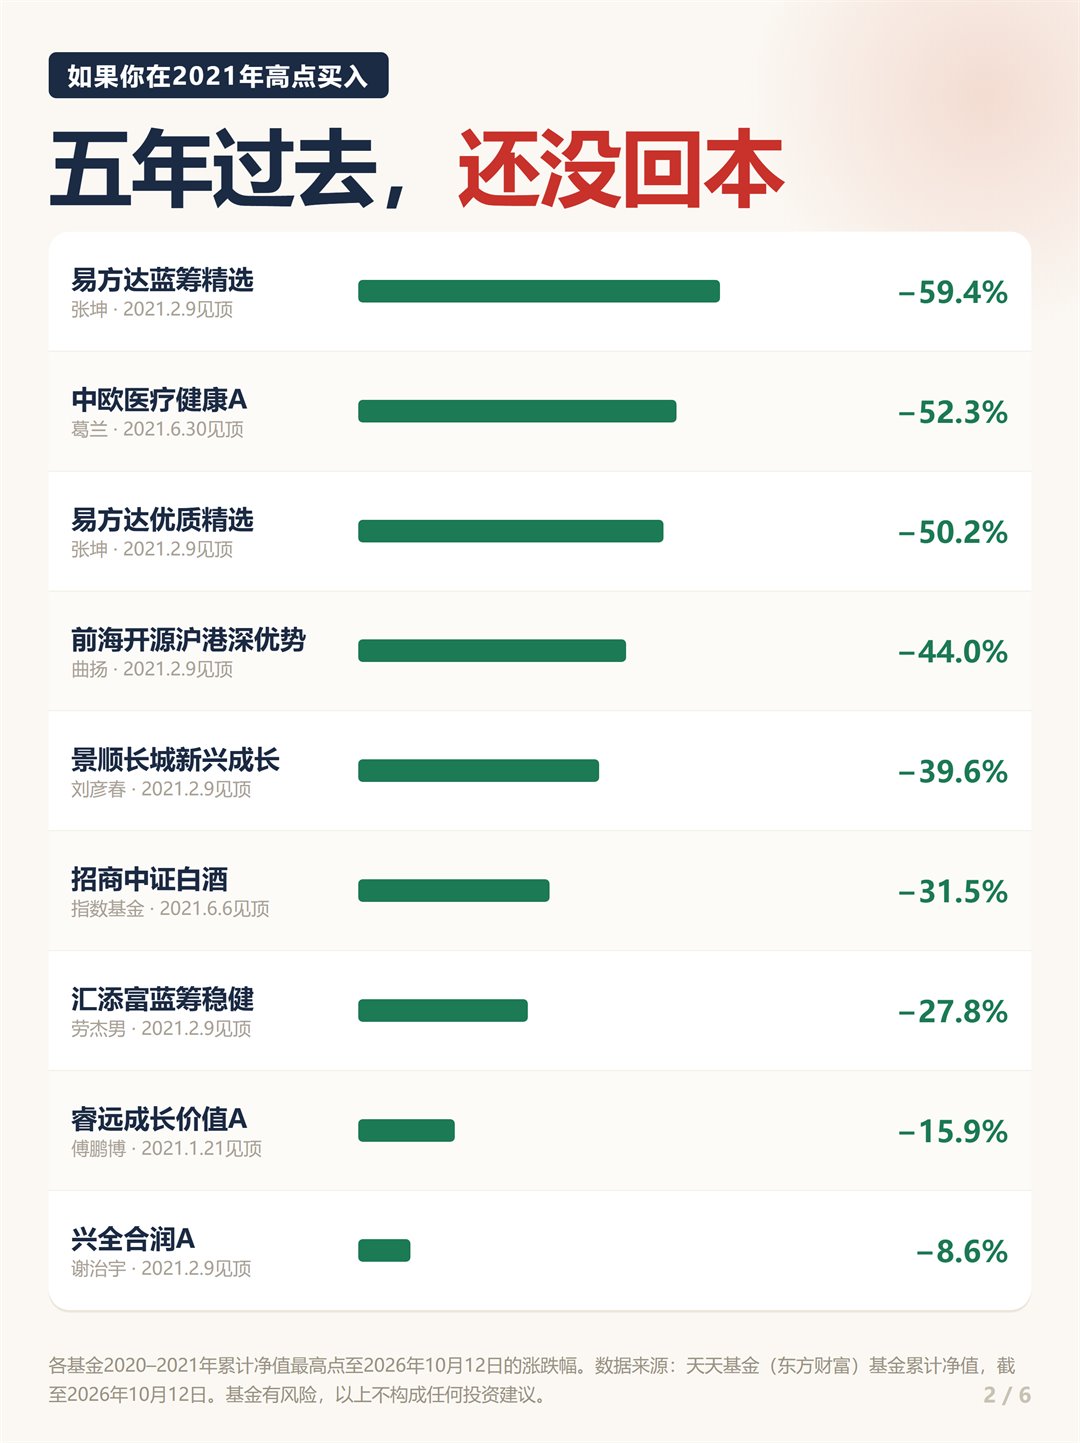 如果你在2021年高点买入
五年过去，还没回本
易方达蓝筹精选
张坤 · 2021.2.9见顶
−59.4%
中欧医疗健康A
葛兰 · 2021.6.30见顶
−52.3%
易方达优质精选
张坤 · 2021.2.9见顶
−50.2%
前海开源沪港深优势
曲扬 · 2021.2.9见顶
−44.0%
景顺长城新兴成长
刘彦春 · 2021.2.9见顶
−39.6%
招商中证白酒
指数基金 · 2021.6.6见顶
−31.5%
汇添富蓝筹稳健
劳杰男 · 2021.2.9见顶
−27.8%
睿远成长价值A
傅鹏博 · 2021.1.21见顶
−15.9%
兴全合润A
谢治宇 · 2021.2.9见顶
−8.6%
各基金2020–2021年累计净值最高点至2026年10月12日的涨跌幅。数据来源：天天基金（东方财富）基金累计净值，截
至2026年10月12日。基金有风险，以上不构成任何投资建议。
2 / 6